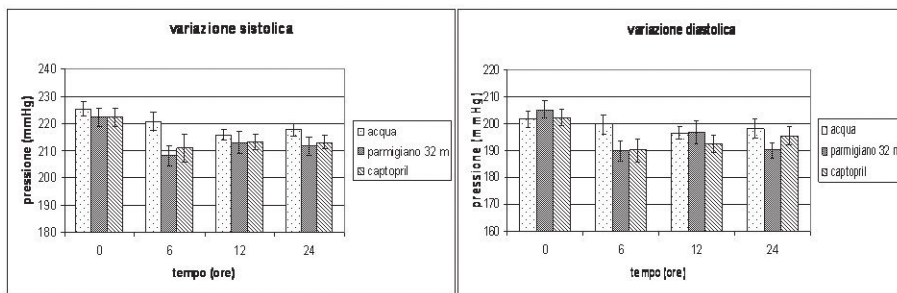 variazione sistolica
pressione (mmHg)
240
230
220
210
200
190
180
0 6 12 24
tempo (ore)
acqua
parmigiano 32 m
captopril
variazione diastolica
pressione (mmHg)
220
210
200
190
180
170
160
0 6 12 24
tempo (ore)
acqua
parmigiano 32 m
captopril